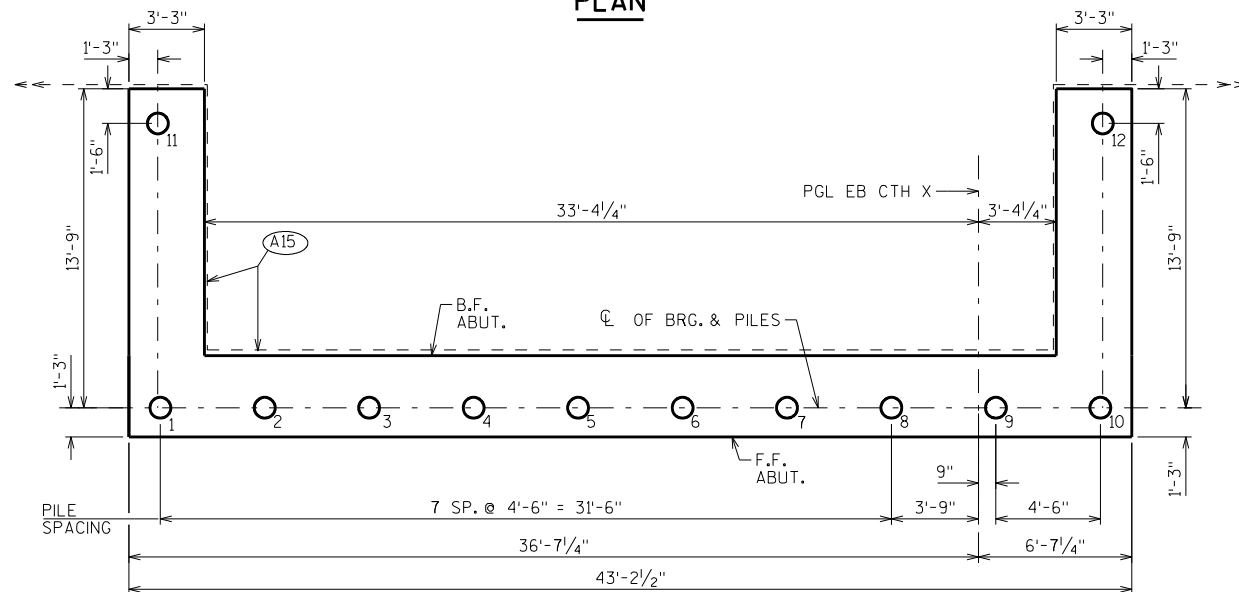 PLAN
3'-3"
3'-3"
1'-3"
1'-3"
11
12
1'-6"
1'-6"
PGL EB CTH X
33'-4¼"
3'-4¼"
13'-9"
13'-9"
A15
B.F.
ABUT.
℄ OF BRG. & PILES
1'-3"
1
2
3
4
5
6
7
8
9
10
F.F.
ABUT.
1'-3"
9"
PILE
SPACING
7 SP. @ 4'-6" = 31'-6"
3'-9"
4'-6"
36'-7¼"
6'-7¼"
43'-2½"